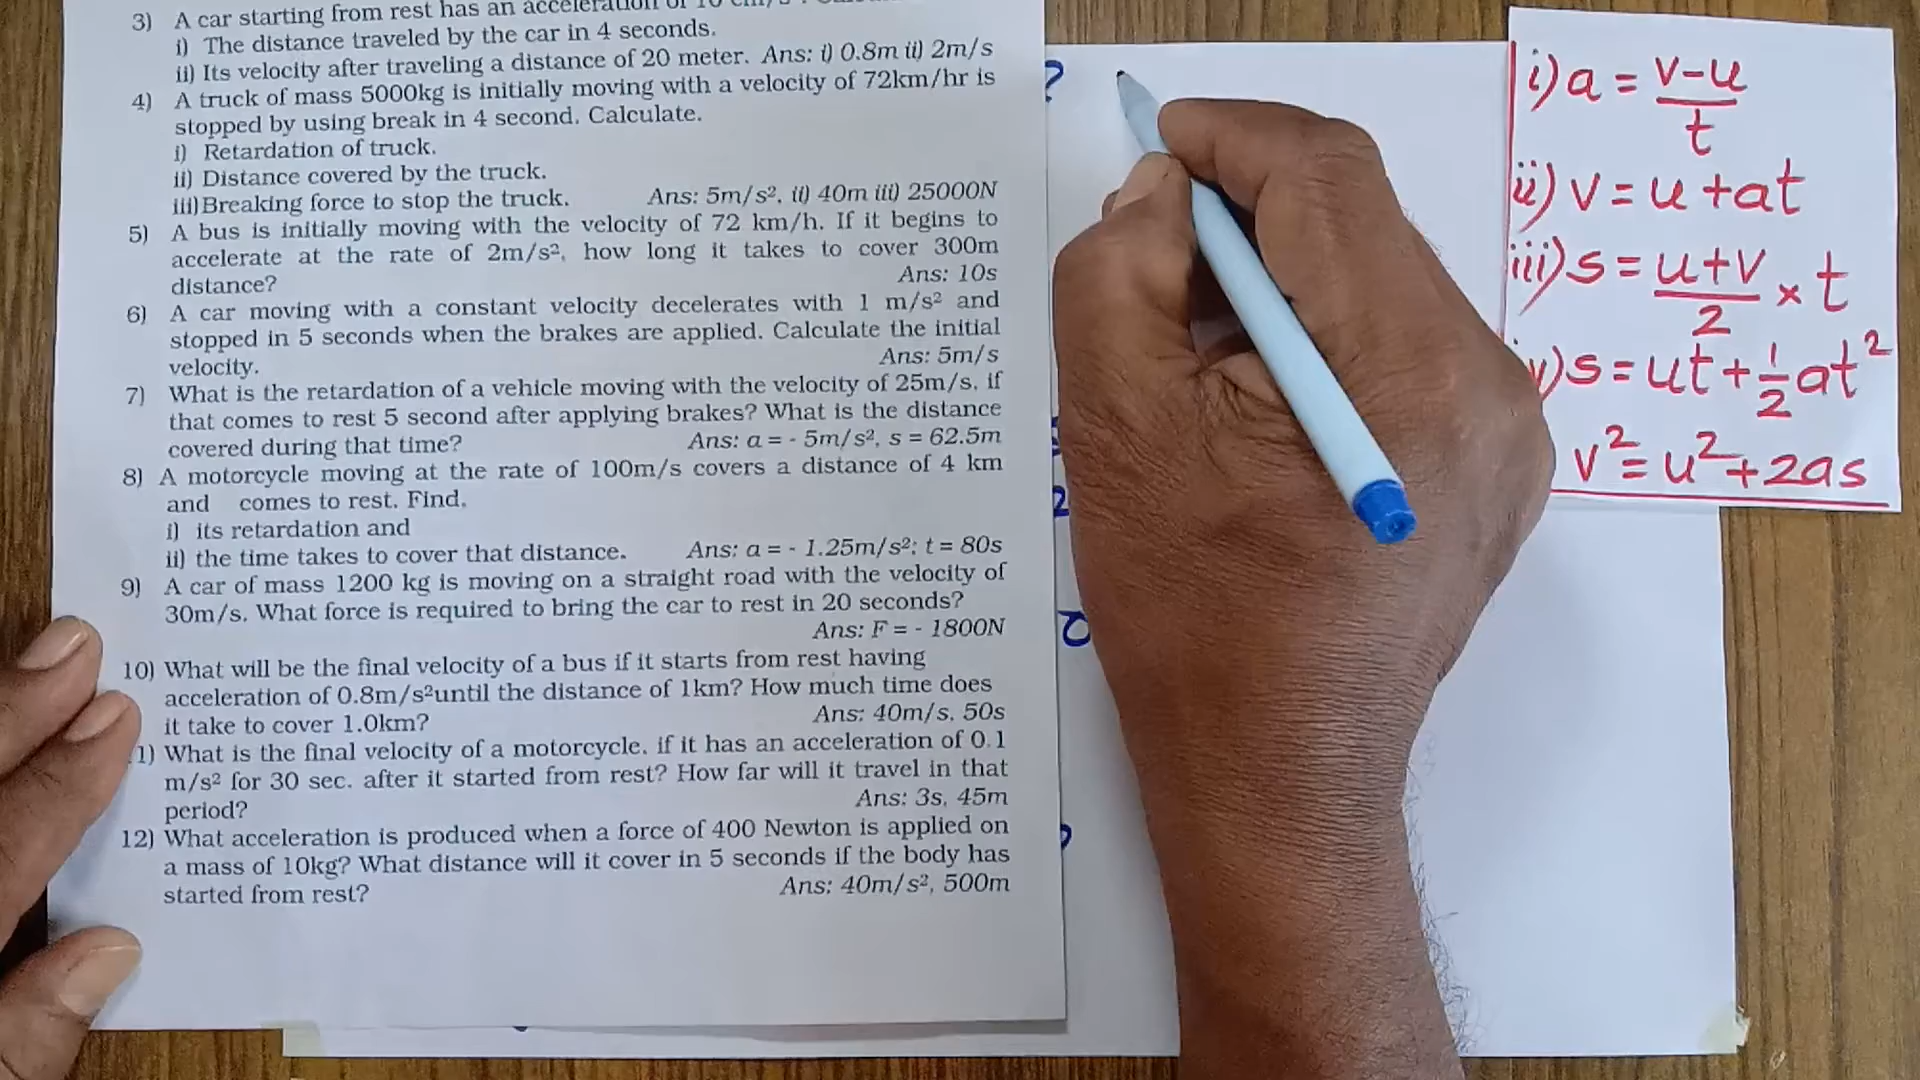 3) A car starting from rest has an acceleration of 10 cm/s
i) The distance traveled by the car in 4 seconds.
ii) Its velocity after traveling a distance of 20 meter. Ans: i) 0.8m ii) 2m/s
4) A truck of mass 5000kg is initially moving with a velocity of 72km/hr is
stopped by using break in 4 second. Calculate.
i) Retardation of truck.
ii) Distance covered by the truck.
iii) Breaking force to stop the truck. Ans: 5m/s², ii) 40m iii) 25000N
5) A bus is initially moving with the velocity of 72 km/h. If it begins to
accelerate at the rate of 2m/s², how long it takes to cover 300m
distance? Ans: 10s
6) A car moving with a constant velocity decelerates with 1 m/s² and
stopped in 5 seconds when the brakes are applied. Calculate the initial
velocity. Ans: 5m/s
7) What is the retardation of a vehicle moving with the velocity of 25m/s, if
that comes to rest 5 second after applying brakes? What is the distance
covered during that time? Ans: a = - 5m/s², s = 62.5m
8) A motorcycle moving at the rate of 100m/s covers a distance of 4 km
and comes to rest. Find.
i) its retardation and
ii) the time takes to cover that distance. Ans: a = - 1.25m/s²; t = 80s
9) A car of mass 1200 kg is moving on a straight road with the velocity of
30m/s. What force is required to bring the car to rest in 20 seconds?
Ans: F = - 1800N
10) What will be the final velocity of a bus if it starts from rest having
acceleration of 0.8m/s²until the distance of 1km? How much time does
it take to cover 1.0km? Ans: 40m/s, 50s
1) What is the final velocity of a motorcycle, if it has an acceleration of 0.1
m/s² for 30 sec. after it started from rest? How far will it travel in that
period? Ans: 3s, 45m
12) What acceleration is produced when a force of 400 Newton is applied on
a mass of 10kg? What distance will it cover in 5 seconds if the body has
started from rest? Ans: 40m/s², 500m
?
2
i) a = v-u / t
ii) v = u + at
iii) s = u+v / 2 × t
v) s = ut + 1/2 at²
) v² = u² + 2as